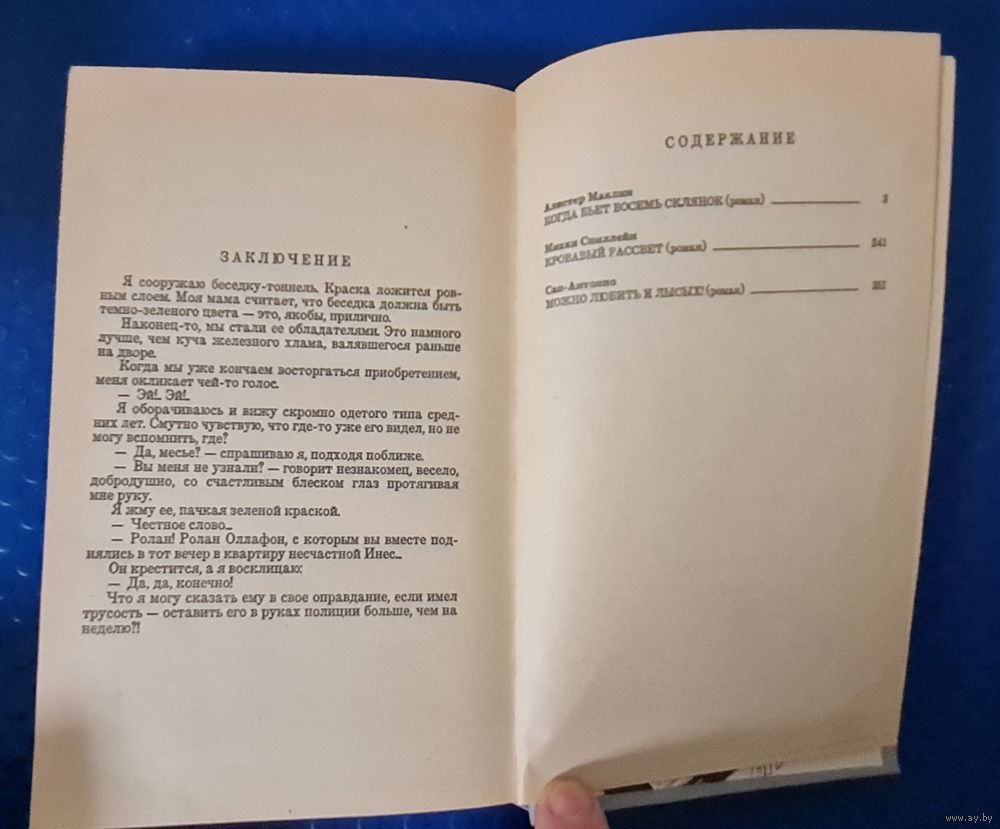 ЗАКЛЮЧЕНИЕ
Я сооружаю беседку-тоннель. Краска ложится ров-
ным слоем. Моя мама считает, что беседка должна быть
темно-зеленого цвета — это, якобы, прилично.
Наконец-то, мы стали ее обладателями. Это намного
лучше, чем куча железного хлама, валявшегося раньше
на дворе.
Когда мы уже кончаем восторгаться приобретением,
меня окликает чей-то голос.
— Эй!.. Эй!..
Я оборачиваюсь и вижу скромно одетого типа сред-
них лет. Смутно чувствую, что где-то уже его видел, но не
могу вспомнить, где?
— Да, месье? — спрашиваю я, подходя поближе.
— Вы меня не узнали? — говорит незнакомец, весело,
добродушно, со счастливым блеском глаз протягивая
мне руку.
Я жму ее, пачкая зеленой краской.
— Честное слово...
— Ролан! Ролан Оллафон, с которым вы вместе под-
нялись в тот вечер в квартиру несчастной Инес...
Он крестится, а я восклицаю:
— Да, да, конечно!
Что я могу сказать ему в свое оправдание, если имел
трусость — оставить его в руках полиции больше, чем на
неделю?!
СОДЕРЖАНИЕ
Алистер Маклин
КОГДА БЬЕТ ВОСЕМЬ СКЛЯНОК (роман) 3
Микки Спиллейн
КРОВАВЫЙ РАССВЕТ (роман) 241
Сан-Антонио
МОЖНО ЛЮБИТЬ И ЛЫСЫХ! (роман)
www.ay.by